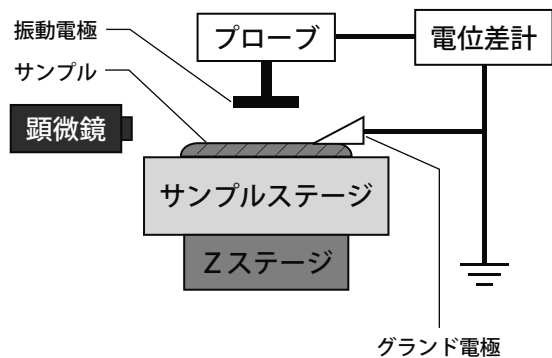 振動電極
プローブ
電位差計
サンプル
顕微鏡
サンプルステージ
Zステージ
グランド電極